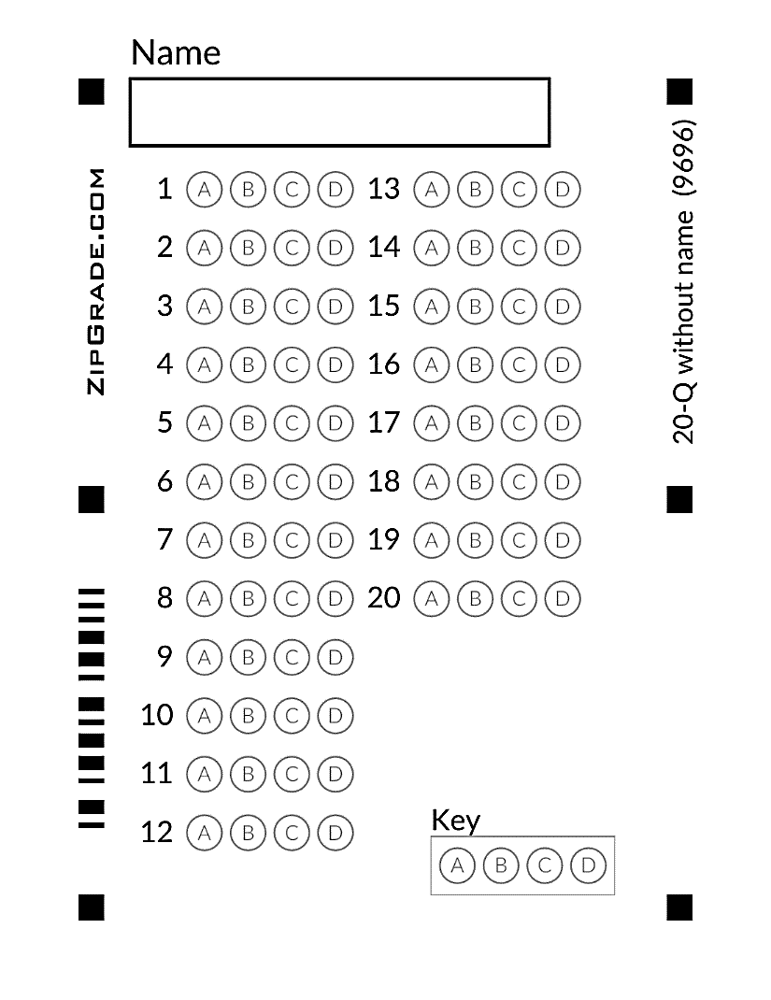 Name
ZIPGRADE.COM
20-Q without name (9696)
1 A B C D 13 A B C D
2 A B C D 14 A B C D
3 A B C D 15 A B C D
4 A B C D 16 A B C D
5 A B C D 17 A B C D
6 A B C D 18 A B C D
7 A B C D 19 A B C D
8 A B C D 20 A B C D
9 A B C D
10 A B C D
11 A B C D
12 A B C D
Key
A B C D